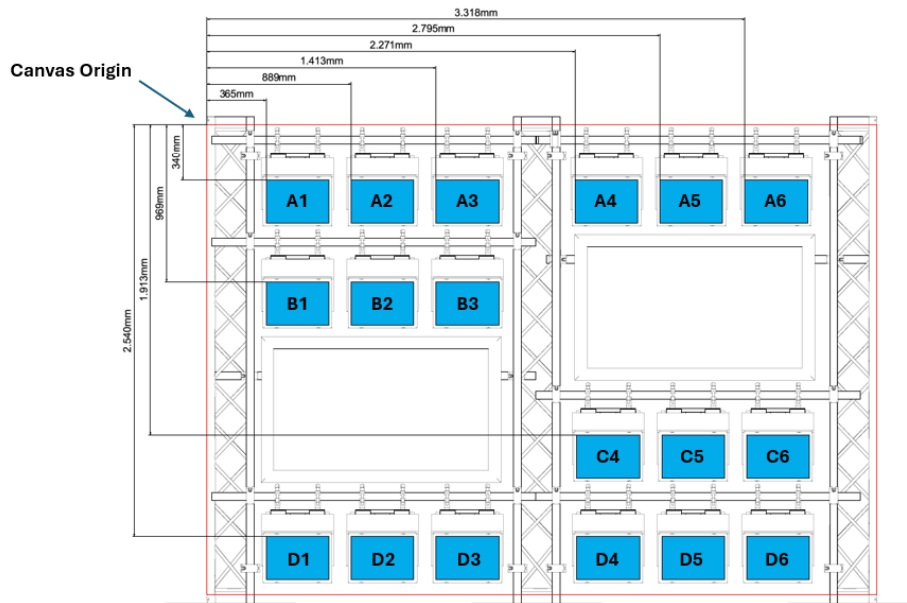 3.318mm
2.795mm
2.271mm
1.413mm
889mm
365mm
Canvas Origin
340mm
969mm
1.913mm
2.540mm
A1 A2 A3 A4 A5 A6
B1 B2 B3
C4 C5 C6
D1 D2 D3 D4 D5 D6